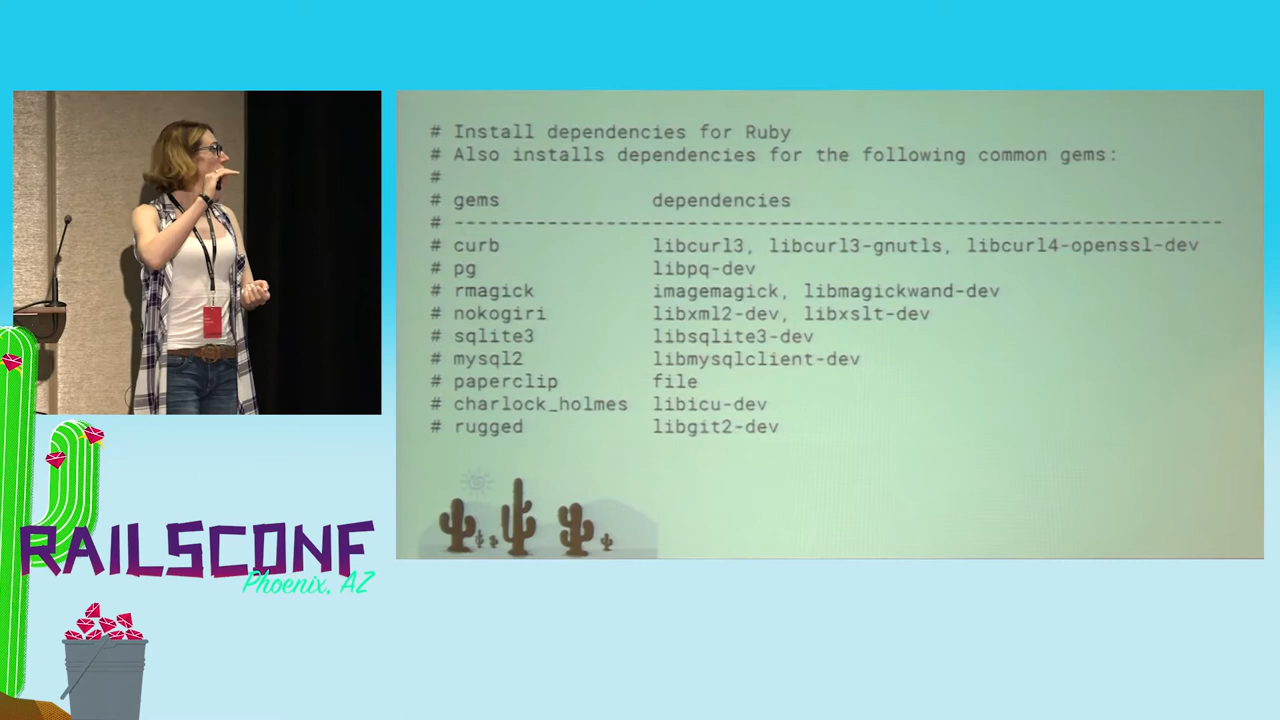 # Install dependencies for Ruby
# Also installs dependencies for the following common gems:
#
# gems dependencies
# ------------------------------------------------------------------
# curb libcurl3, libcurl3-gnutls, libcurl4-openssl-dev
# pg libpq-dev
# rmagick imagemagick, libmagickwand-dev
# nokogiri libxml2-dev, libxslt-dev
# sqlite3 libsqlite3-dev
# mysql2 libmysqlclient-dev
# paperclip file
# charlock_holmes libicu-dev
# rugged libgit2-dev
RAILSCONF
Phoenix, AZ